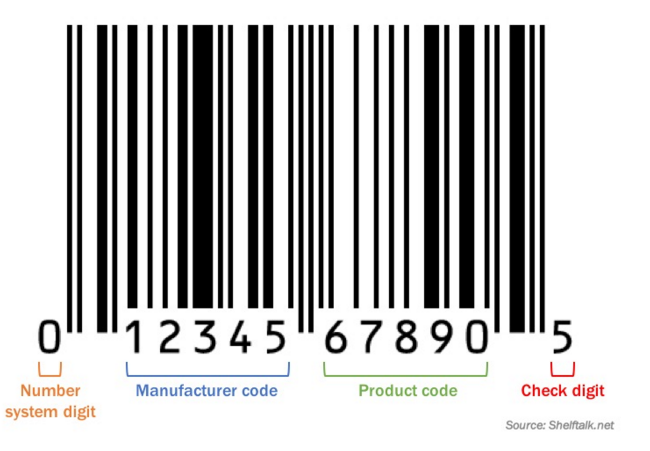 0 12345 67890 5
Number system digit
Manufacturer code
Product code
Check digit
Source: Shelftalk.net